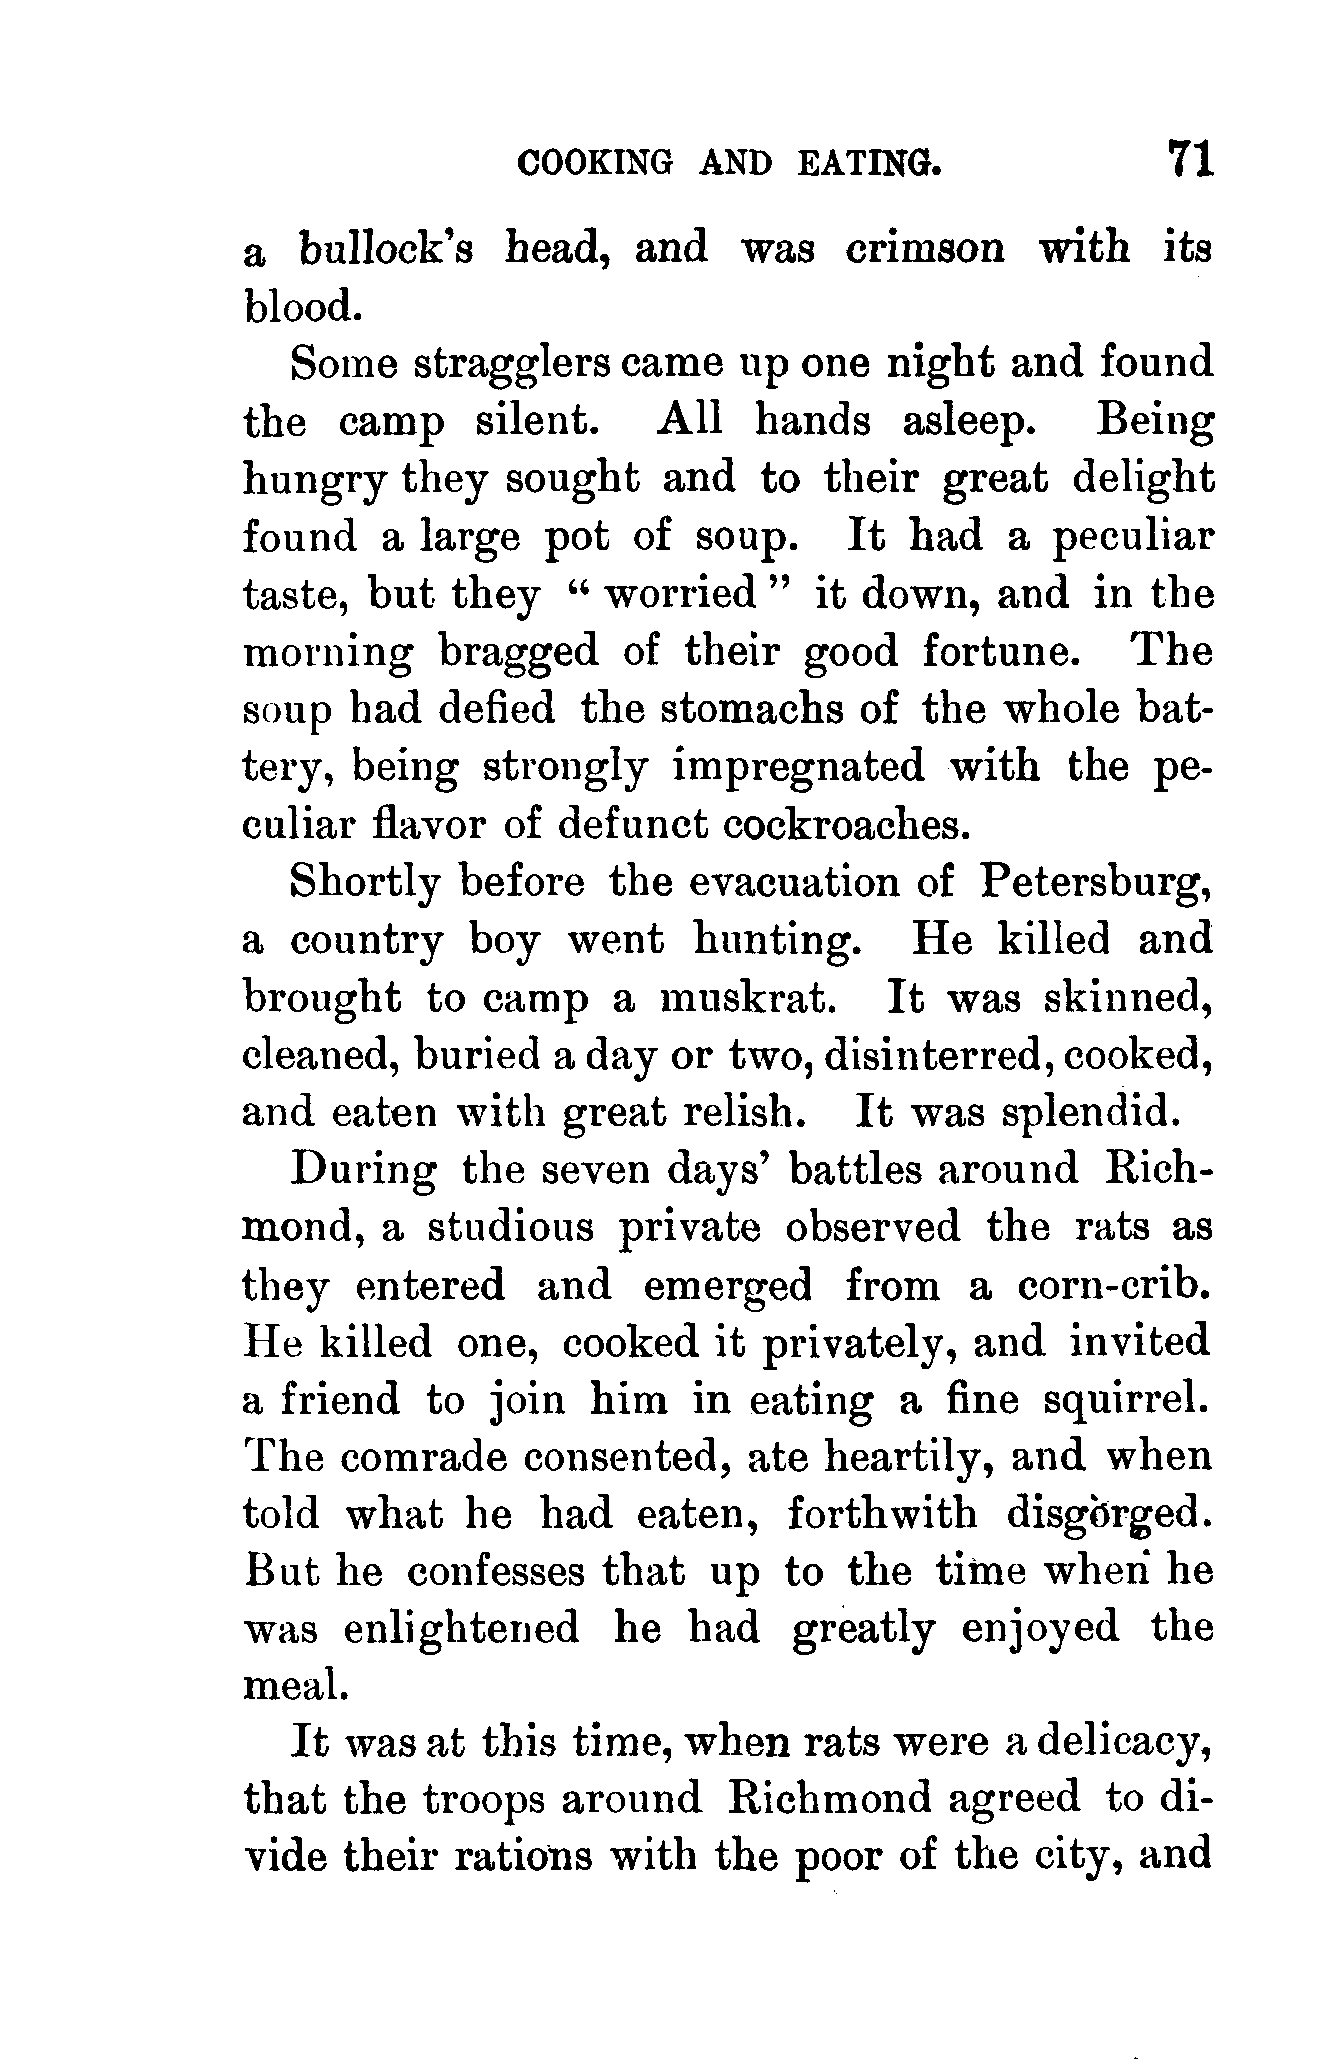 COOKING AND EATING. 71
a bullock's head, and was crimson with its
blood.
Some stragglers came up one night and found
the camp silent. All hands asleep. Being
hungry they sought and to their great delight
found a large pot of soup. It had a peculiar
taste, but they " worried " it down, and in the
morning bragged of their good fortune. The
soup had defied the stomachs of the whole bat-
tery, being strongly impregnated with the pe-
culiar flavor of defunct cockroaches.
Shortly before the evacuation of Petersburg,
a country boy went hunting. He killed and
brought to camp a muskrat. It was skinned,
cleaned, buried a day or two, disinterred, cooked,
and eaten with great relish. It was splendid.
During the seven days' battles around Rich-
mond, a studious private observed the rats as
they entered and emerged from a corn-crib.
He killed one, cooked it privately, and invited
a friend to join him in eating a fine squirrel.
The comrade consented, ate heartily, and when
told what he had eaten, forthwith disgorged.
But he confesses that up to the time when he
was enlightened he had greatly enjoyed the
meal.
It was at this time, when rats were a delicacy,
that the troops around Richmond agreed to di-
vide their rations with the poor of the city, and